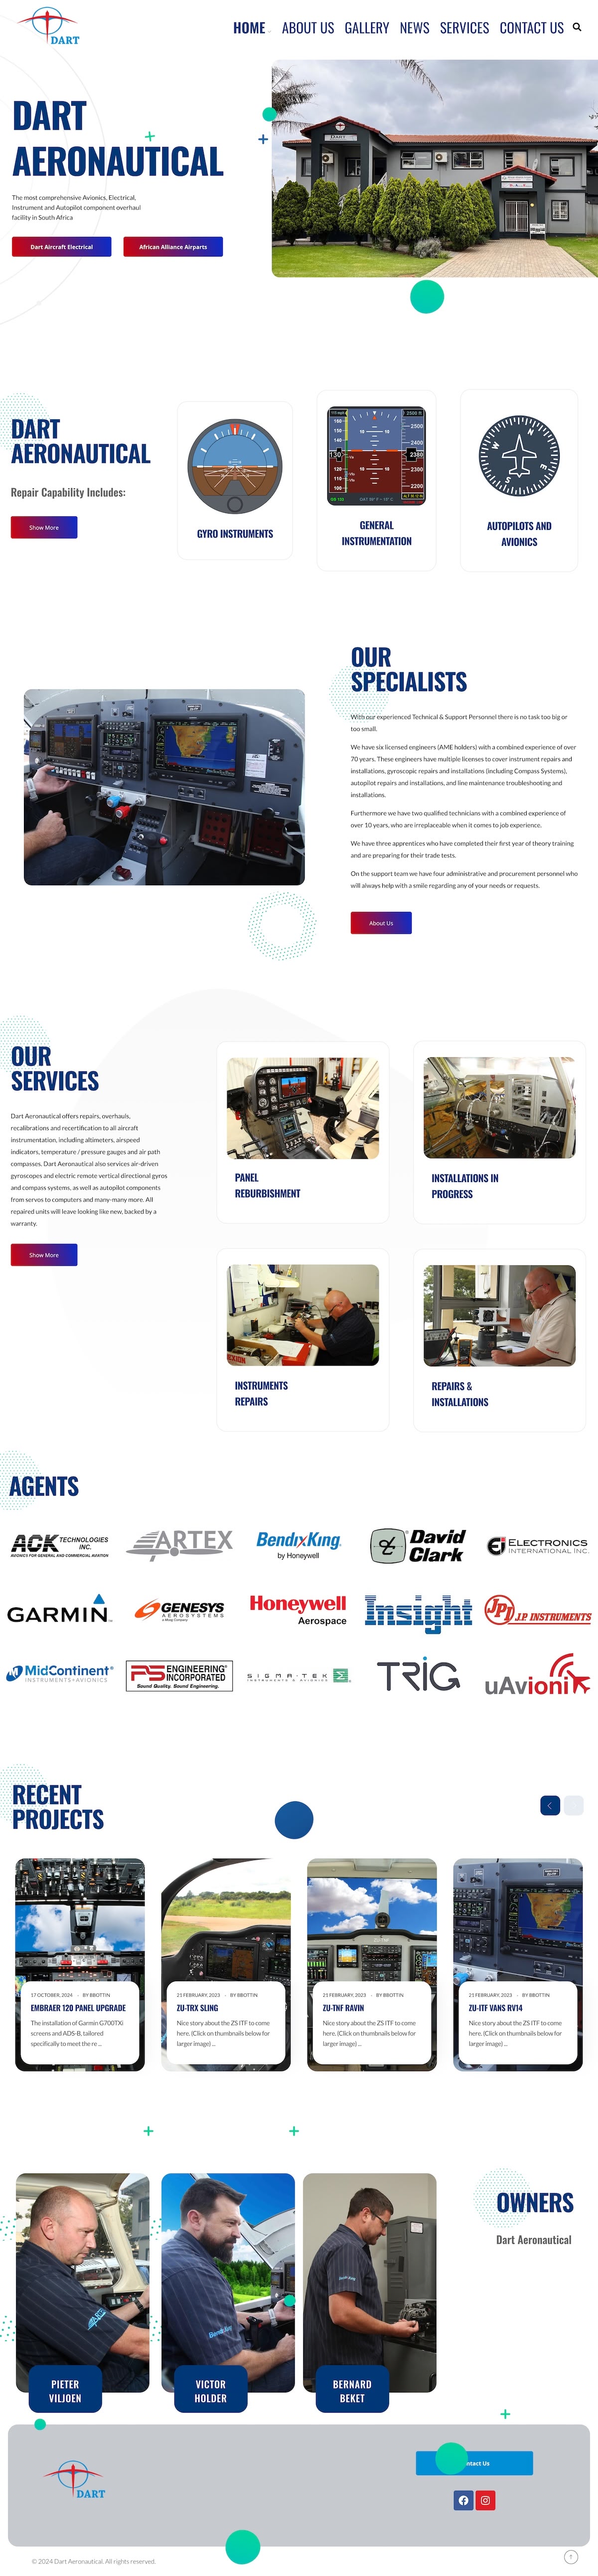 DART
HOME
ABOUT US
GALLERY
NEWS
SERVICES
CONTACT US
DART
AERONAUTICAL
The most comprehensive Avionics, Electrical,
Instrument and Autopilot component overhaul
facility in South Africa
Dart Aircraft Electrical
African Alliance Airparts
DART
AERONAUTICAL
Repair Capability Includes:
Show More
GYRO INSTRUMENTS
GENERAL
INSTRUMENTATION
N
W
E
S
AUTOPILOTS AND
AVIONICS
OUR
SPECIALISTS
With our experienced Technical & Support Personnel there is no task too big or
too small.
We have six licensed engineers (AME holders) with a combined experience of over
70 years. These engineers have multiple licenses to cover instrument repairs and
installations, gyroscopic repairs and installations (including Compass Systems),
autopilot repairs and installations, and line maintenance troubleshooting and
installations.
Furthermore we have two qualified technicians with a combined experience of
over 10 years, who are irreplaceable when it comes to job experience.
We have three apprentices who have completed their first year of theory training
and are preparing for their trade tests.
On the support team we have four administrative and procurement personnel who
will always help with a smile regarding any of your needs or requests.
About Us
OUR
SERVICES
Dart Aeronautical offers repairs, overhauls,
recalibrations and recertification to all aircraft
instrumentation, including altimeters, airspeed
indicators, temperature / pressure gauges and air path
compasses. Dart Aeronautical also services air-driven
gyroscopes and electric remote vertical directional gyros
and compass systems, as well as autopilot components
from servos to computers and many-many more. All
repaired units will leave looking like new, backed by a
warranty.
Show More
PANEL
REBURBISHMENT
INSTALLATIONS IN
PROGRESS
INSTRUMENTS
REPAIRS
REPAIRS &
INSTALLATIONS
AGENTS
ACK TECHNOLOGIES INC.
AVIONICS FOR GENERAL AND COMMERCIAL AVIATION
ARTEX
Bendix/King
by Honeywell
David Clark
ELECTRONICS
INTERNATIONAL INC.
GARMIN
GENESYS
AEROSYSTEMS
Honeywell
Aerospace
Insight
JPI J.P. INSTRUMENTS
MidContinent
INSTRUMENTS+AVIONICS
PS ENGINEERING
INCORPORATED
Sound Quality. Sound Engineering.
SIGMA-TEK
TRIG
uAvionix
RECENT
PROJECTS
17 OCTOBER, 2024 BY BBOTTIN
EMBRAER 120 PANEL UPGRADE
The installation of Garmin G700TXi
screens and ADS-B, tailored
specifically to meet the re ...
21 FEBRUARY, 2023 BY BBOTTIN
ZU-TRX SLING
Nice story about the ZS ITF to come
here. (Click on thumbnails below for
larger image) ...
21 FEBRUARY, 2023 BY BBOTTIN
ZU-TNF RAVIN
Nice story about the ZS ITF to come
here. (Click on thumbnails below for
larger image) ...
21 FEBRUARY, 2023 BY BBOTTIN
ZU-ITF VANS RV14
Nice story about the ZS ITF to come
here. (Click on thumbnails below for
larger image) ...
OWNERS
Dart Aeronautical
PIETER
VILJOEN
VICTOR
HOLDER
BERNARD
BEKET
DART
ntact Us
© 2024 Dart Aeronautical. All rights reserved.